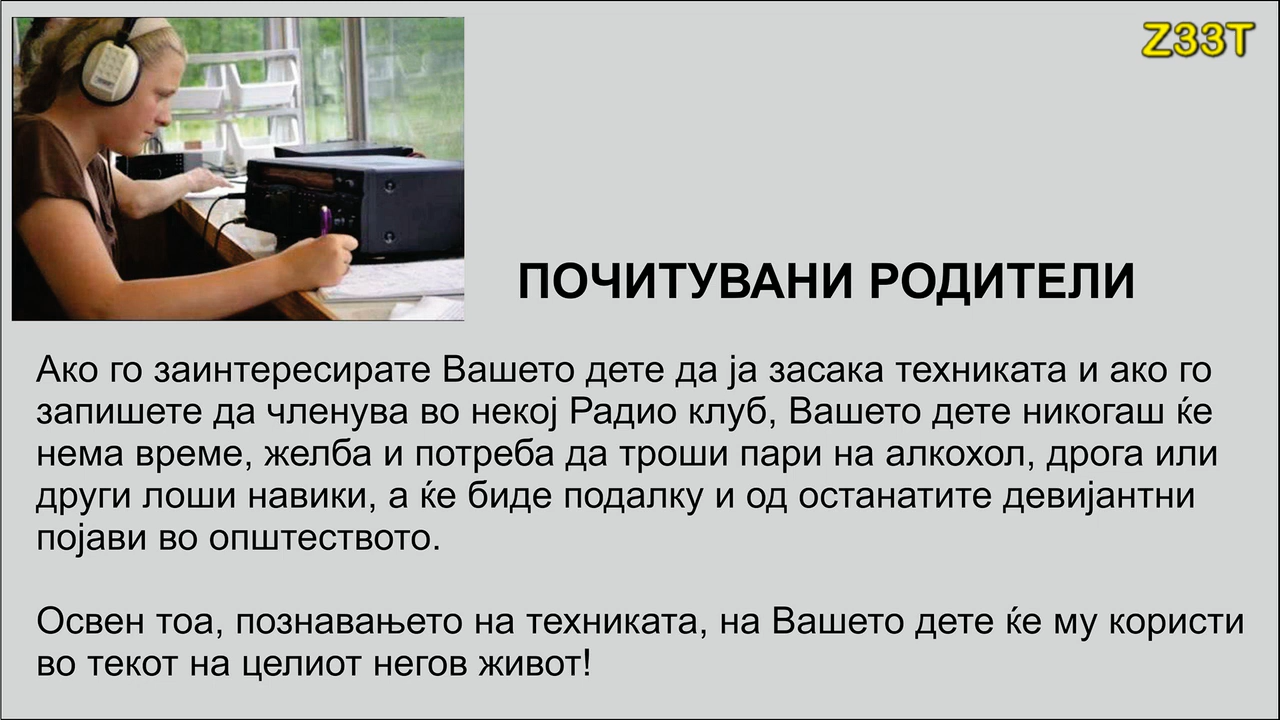 Z33T
ПОЧИТУВАНИ РОДИТЕЛИ
Ако го заинтересирате Вашето дете да ја засака техниката и ако го
запишете да членува во некој Радио клуб, Вашето дете никогаш ќе
нема време, желба и потреба да троши пари на алкохол, дрога или
други лоши навики, а ќе биде подалку и од останатите девијантни
појави во општеството.
Освен тоа, познавањето на техниката, на Вашето дете ќе му користи
во текот на целиот негов живот!